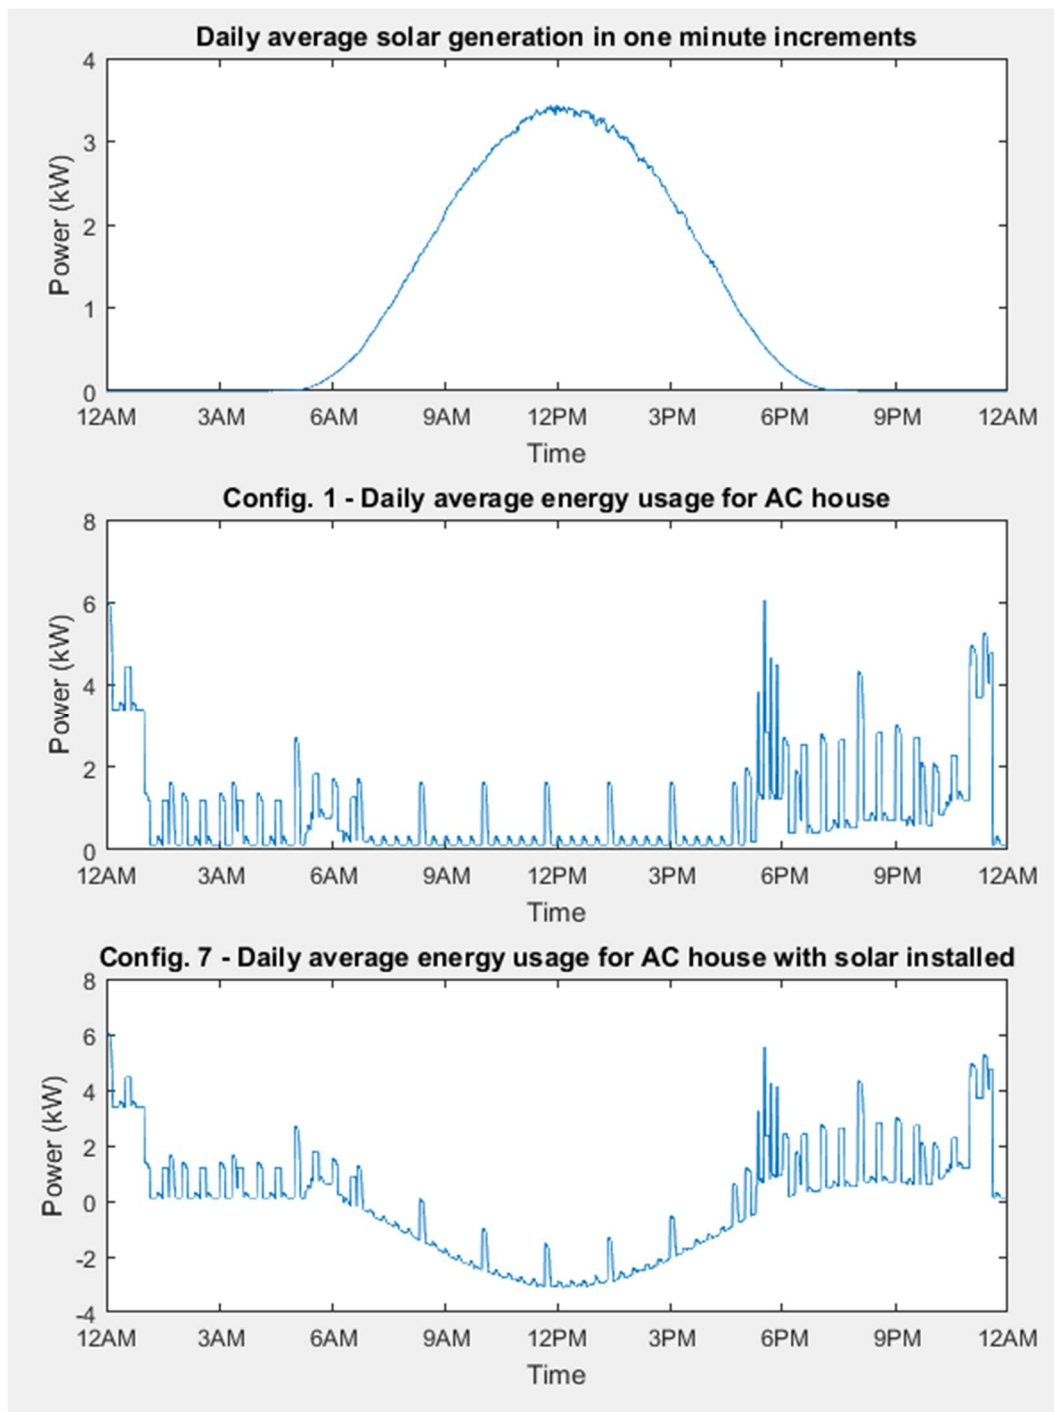 Daily average solar generation in one minute increments
4
3
2
1
0
Power (kW)
12AM 3AM 6AM 9AM 12PM 3PM 6PM 9PM 12AM
Time
Config. 1 - Daily average energy usage for AC house
8
6
4
2
0
Power (kW)
12AM 3AM 6AM 9AM 12PM 3PM 6PM 9PM 12AM
Time
Config. 7 - Daily average energy usage for AC house with solar installed
8
6
4
2
0
-2
-4
Power (kW)
12AM 3AM 6AM 9AM 12PM 3PM 6PM 9PM 12AM
Time